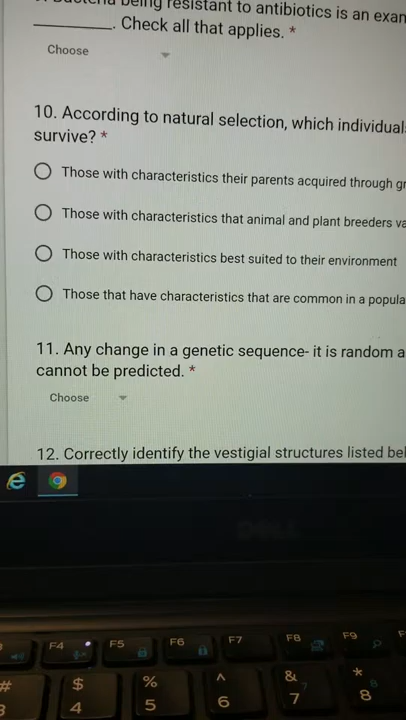 being resistant to antibiotics is an exam
. Check all that applies. *
Choose
10. According to natural selection, which individual
survive? *
Those with characteristics their parents acquired through gr
Those with characteristics that animal and plant breeders va
Those with characteristics best suited to their environment
Those that have characteristics that are common in a popula
11. Any change in a genetic sequence- it is random a
cannot be predicted. *
Choose
12. Correctly identify the vestigial structures listed bel
DELL
F4 F5 F6 F7 F8 F9
# $ % ^ & *
3 4 5 6 7 8